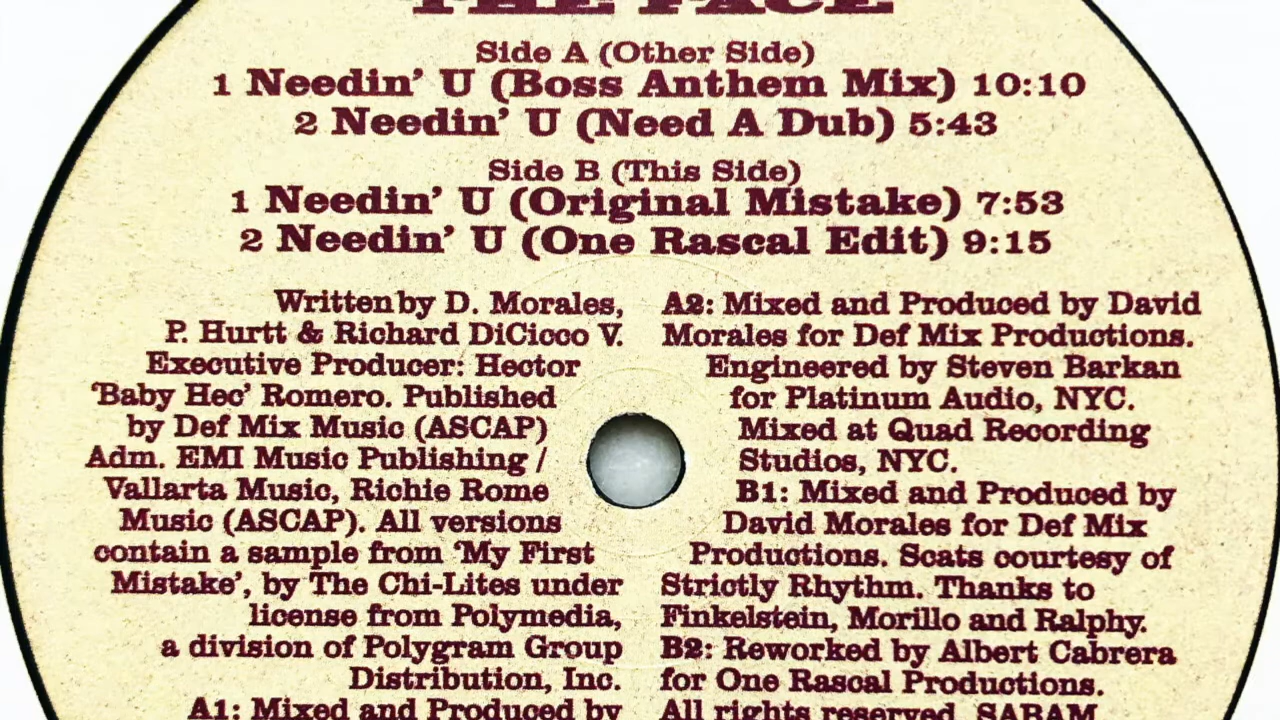 THE FACE
Side A (Other Side)
1 Needin' U (Boss Anthem Mix) 10:10
2 Needin' U (Need A Dub) 5:43
Side B (This Side)
1 Needin' U (Original Mistake) 7:53
2 Needin' U (One Rascal Edit) 9:15
Written by D. Morales,
P. Hurtt & Richard DiCicco V.
Executive Producer: Hector
'Baby Hec' Romero. Published
by Def Mix Music (ASCAP)
Adm. EMI Music Publishing /
Vallarta Music, Richie Rome
Music (ASCAP). All versions
contain a sample from 'My First
Mistake', by The Chi-Lites under
license from Polymedia,
a division of Polygram Group
Distribution, Inc.
A1: Mixed and Produced by
A2: Mixed and Produced by David
Morales for Def Mix Productions.
Engineered by Steven Barkan
for Platinum Audio, NYC.
Mixed at Quad Recording
Studios, NYC.
B1: Mixed and Produced by
David Morales for Def Mix
Productions. Scats courtesy of
Strictly Rhythm. Thanks to
Finkelstein, Morillo and Ralphy.
B2: Reworked by Albert Cabrera
for One Rascal Productions.
All rights reserved. SABAM